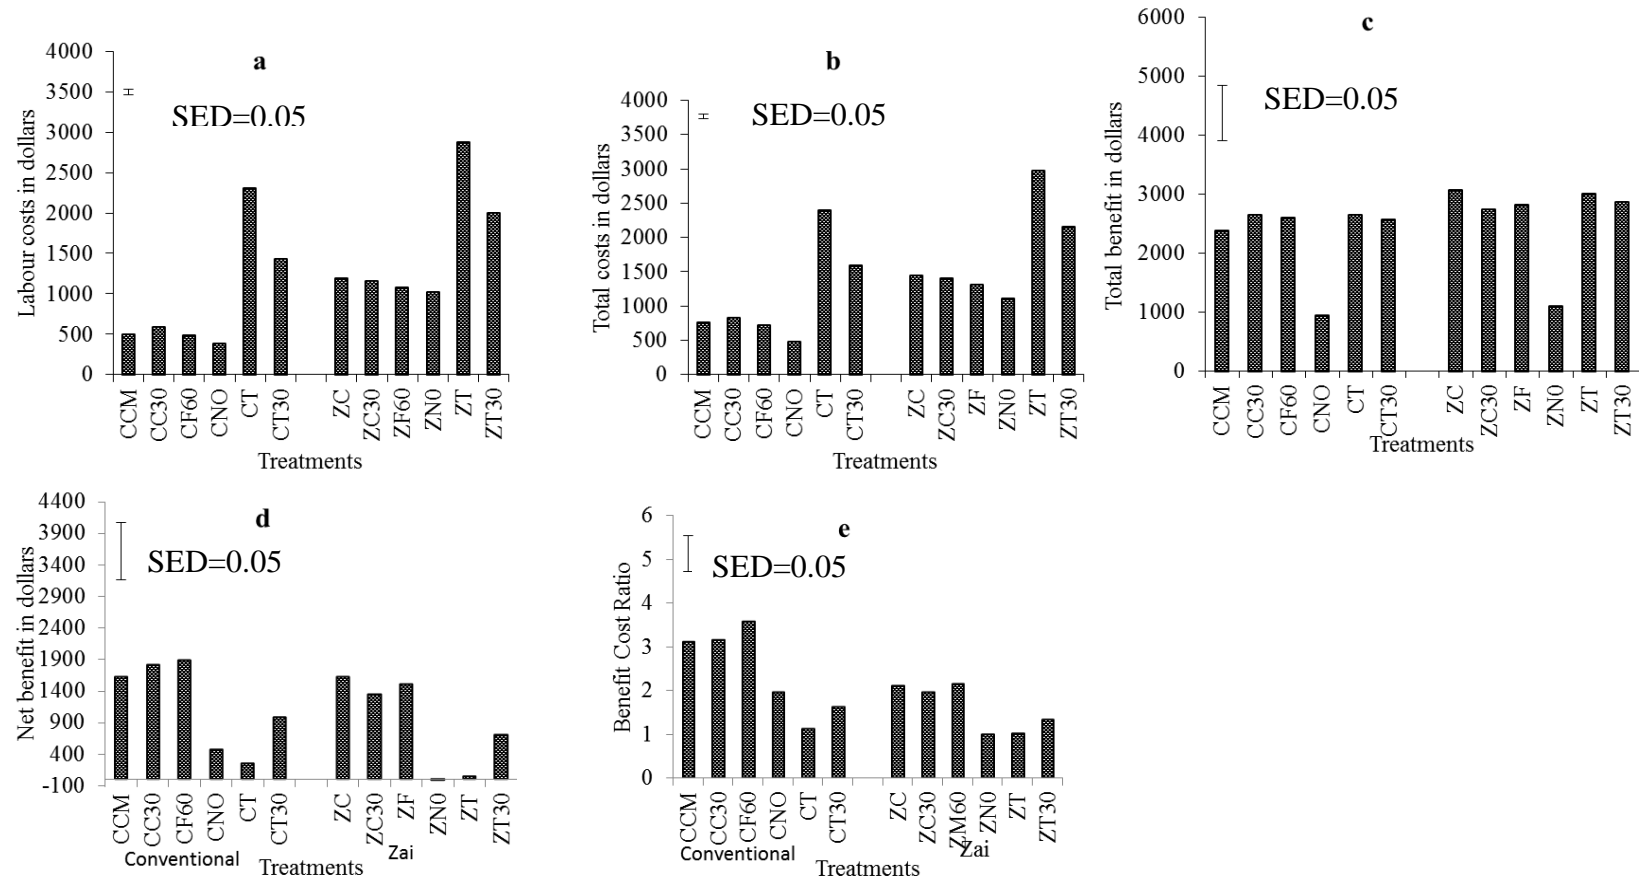 a
4000
3500
3000
2500
2000
1500
1000
500
0
Labour costs in dollars
SED=0.05
CCM
CC30
CF60
CNO
CT
CT30
ZC
ZC30
ZF60
ZN0
ZT
ZT30
Treatments
b
4000
3500
3000
2500
2000
1500
1000
500
0
Total costs in dollars
SED=0.05
CCM
CC30
CF60
CNO
CT
CT30
ZC
ZC30
ZF
ZN0
ZT
ZT30
Treatments
c
6000
5000
4000
3000
2000
1000
0
Total benefit in dollars
SED=0.05
CCM
CC30
CF60
CNO
CT
CT30
ZC
ZC30
ZF
ZN0
ZT
ZT30
Treatments
d
4400
3900
3400
2900
2400
1900
1400
900
400
-100
Net benefit in dollars
SED=0.05
CCM
CC30
CF60
CNO
CT
CT30
ZC
ZC30
ZF
ZN0
ZT
ZT30
Conventional
Zai
Treatments
e
6
5
4
3
2
1
0
Benefit Cost Ratio
SED=0.05
CCM
CC30
CF60
CNO
CT
CT30
ZC
ZC30
ZM60
ZN0
ZT
ZT30
Conventional
Zai
Treatments